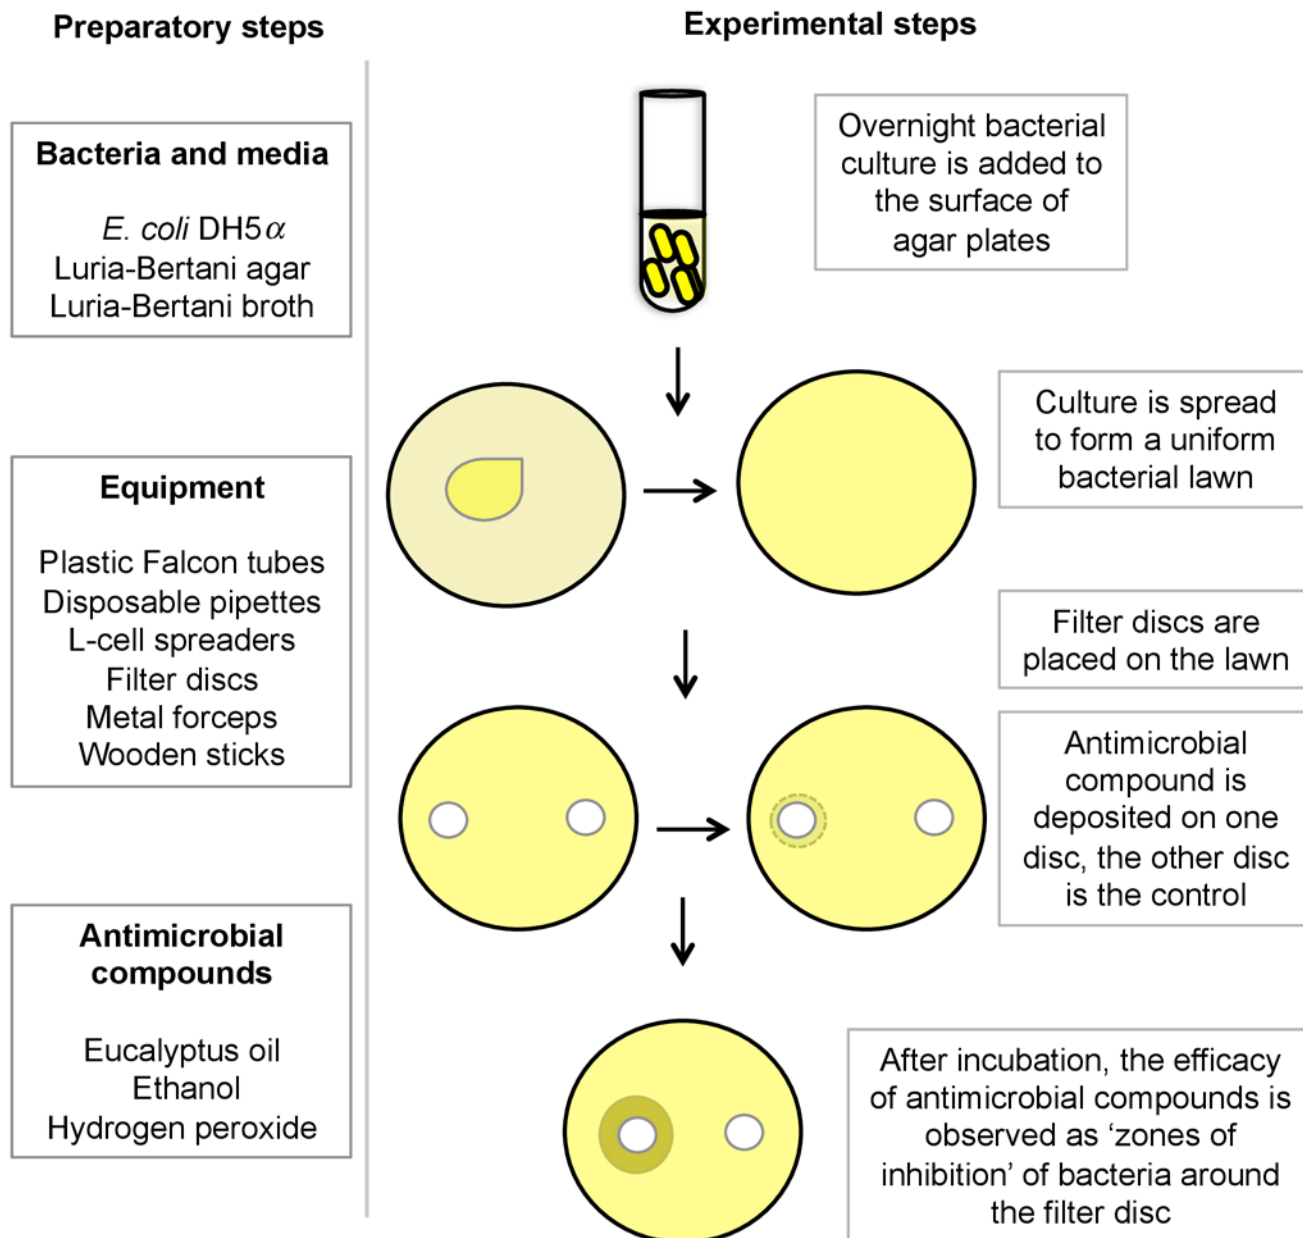 Preparatory steps
Bacteria and media
E. coli DH5α
Luria-Bertani agar
Luria-Bertani broth
Equipment
Plastic Falcon tubes
Disposable pipettes
L-cell spreaders
Filter discs
Metal forceps
Wooden sticks
Antimicrobial
compounds
Eucalyptus oil
Ethanol
Hydrogen peroxide
Experimental steps
Overnight bacterial
culture is added to
the surface of
agar plates
Culture is spread
to form a uniform
bacterial lawn
Filter discs are
placed on the lawn
Antimicrobial
compound is
deposited on one
disc, the other disc
is the control
After incubation, the efficacy
of antimicrobial compounds is
observed as ‘zones of
inhibition’ of bacteria around
the filter disc